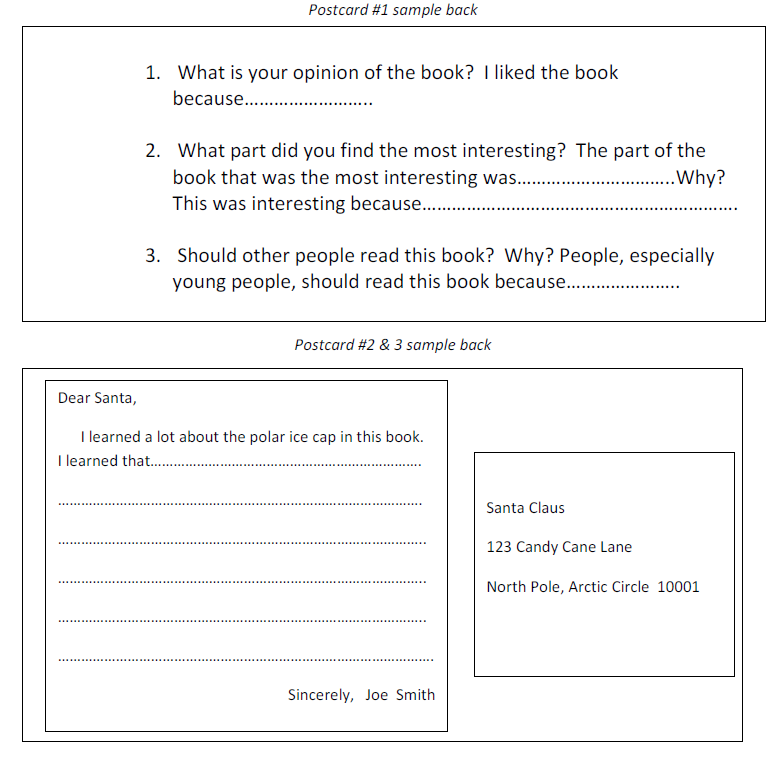 Postcard #1 sample back
1. What is your opinion of the book? I liked the book
because..........................
2. What part did you find the most interesting? The part of the
book that was the most interesting was................................Why?
This was interesting because.................................................................
3. Should other people read this book? Why? People, especially
young people, should read this book because.......................
Postcard #2 & 3 sample back
Dear Santa,
I learned a lot about the polar ice cap in this book.
I learned that......................................................................
...............................................................................................
................................................................................................
................................................................................................
................................................................................................
..................................................................................................
Sincerely, Joe Smith
Santa Claus
123 Candy Cane Lane
North Pole, Arctic Circle 10001